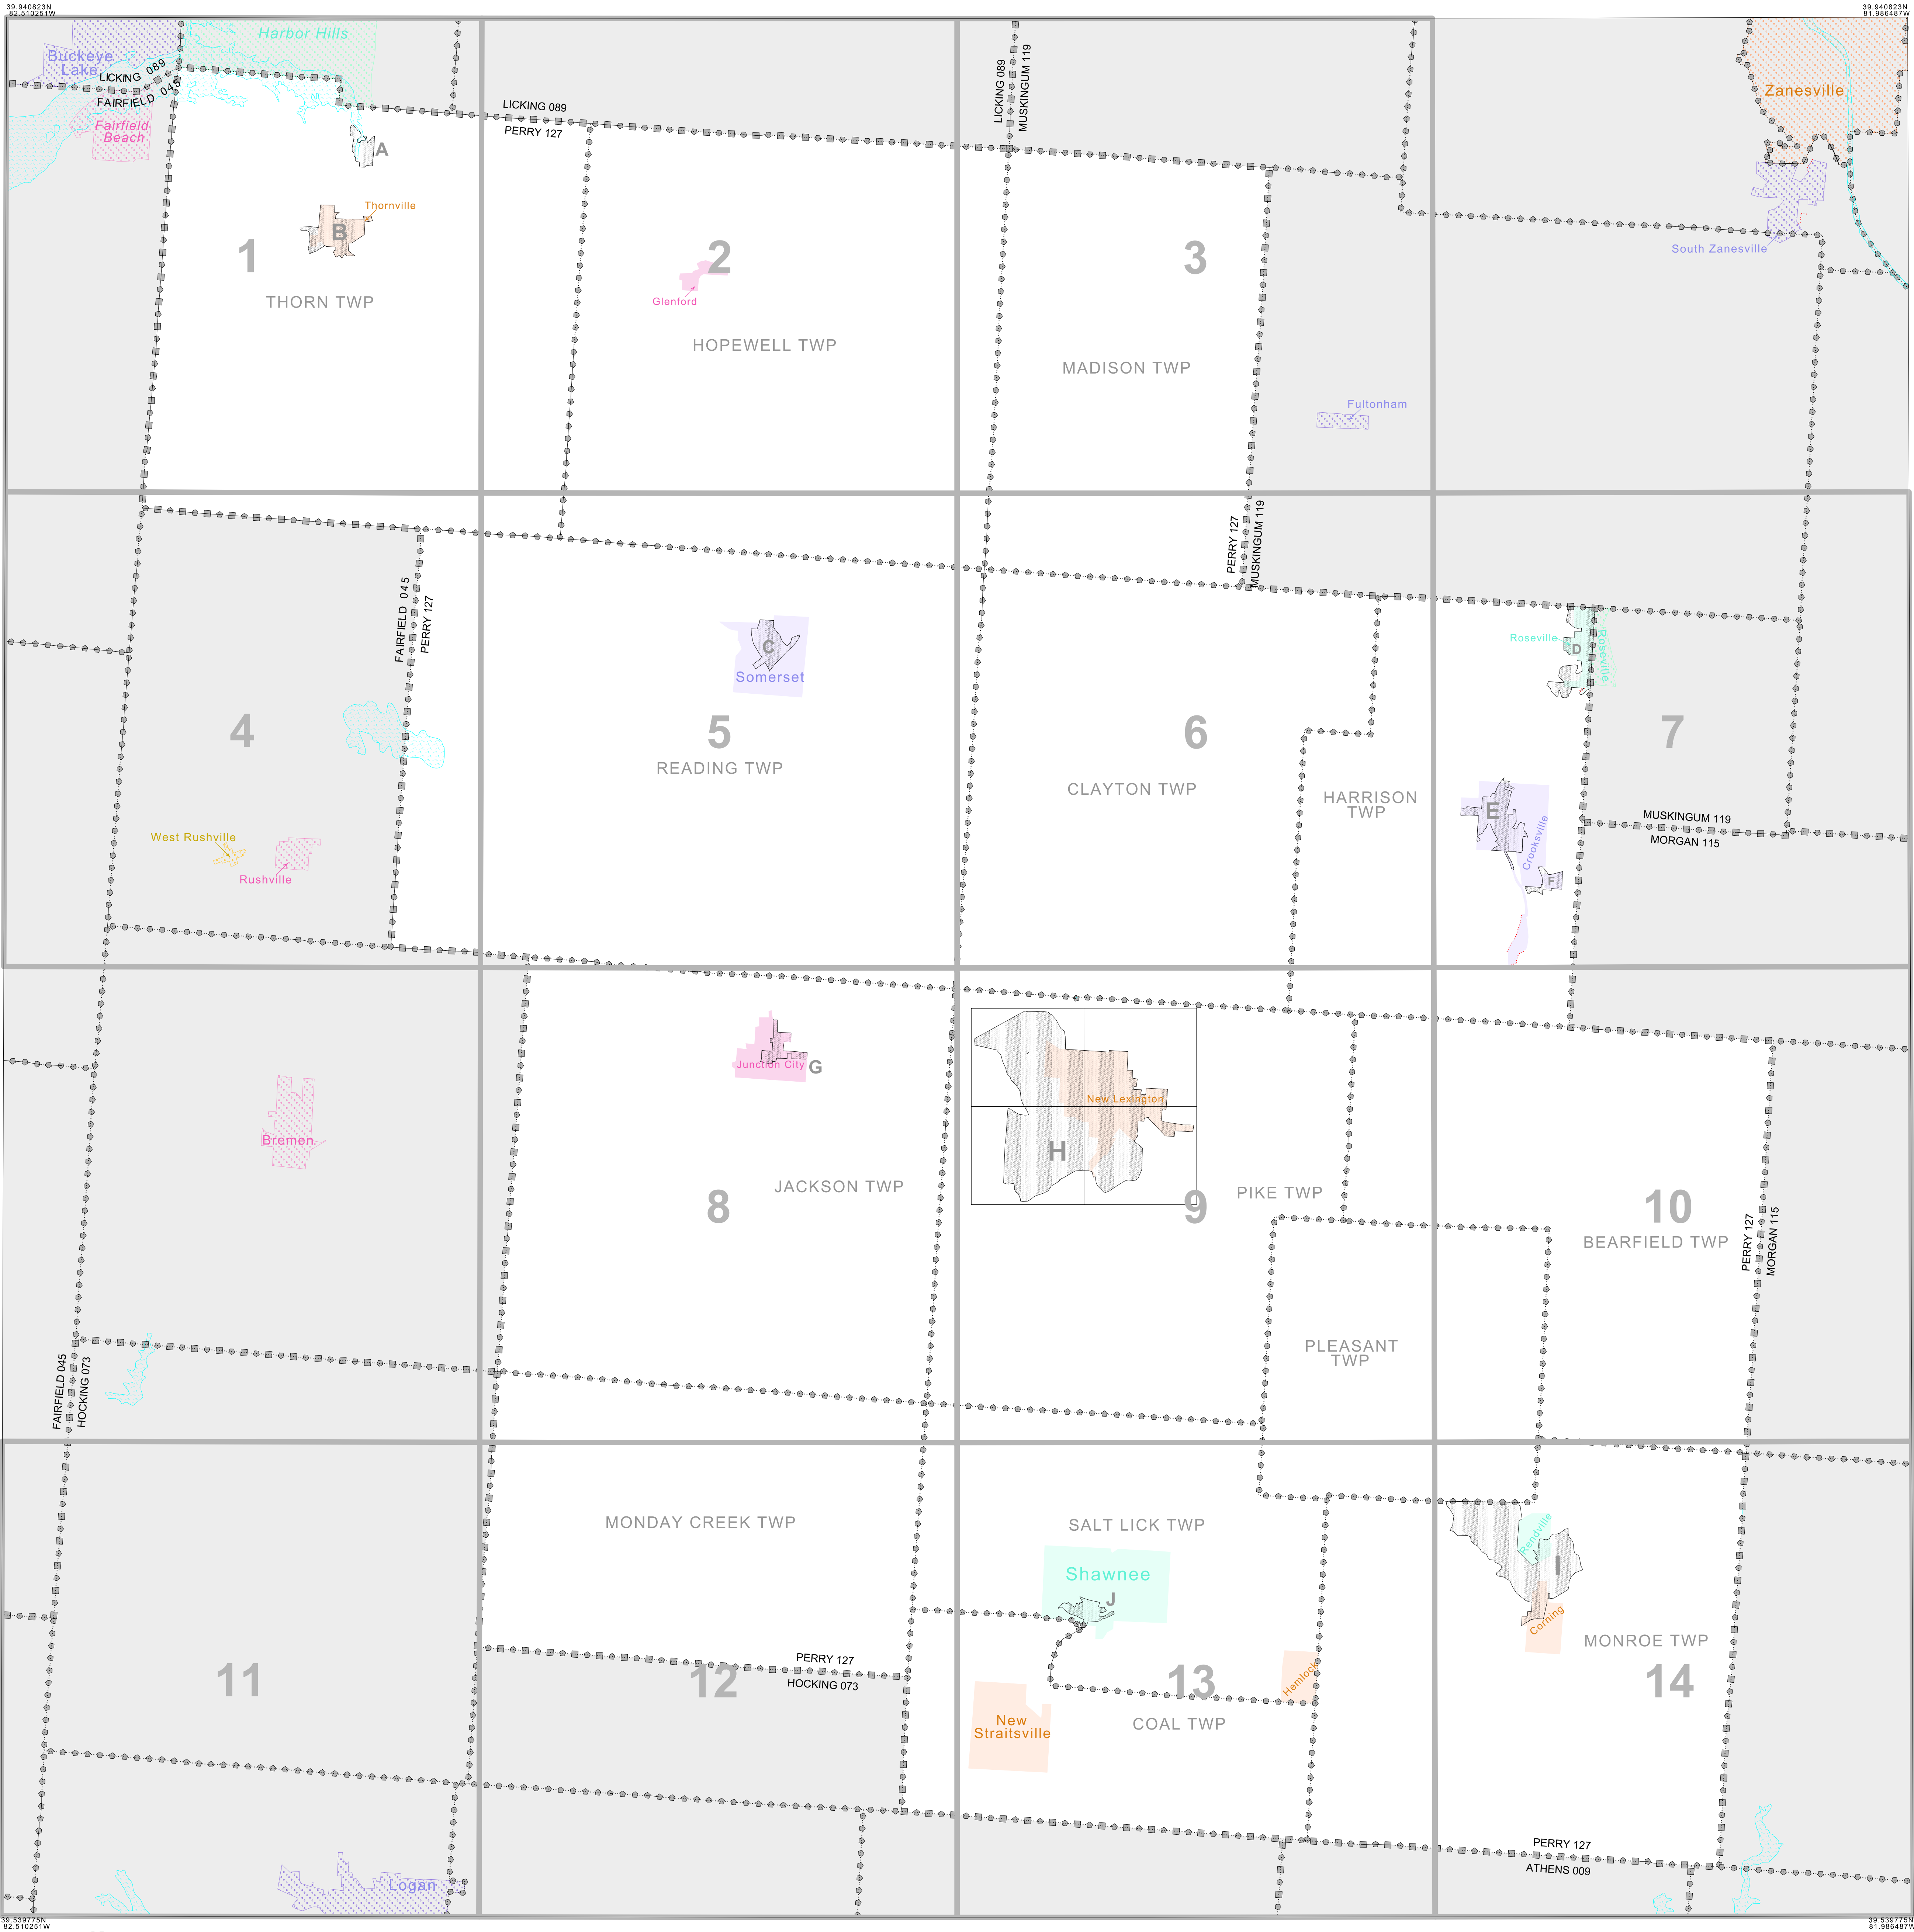 39.940823N
82.510251W
39.940823N
81.986487W
Harbor Hills
Buckeye
Lake
LICKING 089
FAIRFIELD 045
Fairfield
Beach
LICKING 089
PERRY 127
LICKING 089
MUSKINGUM 119
Zanesville
A
Thornville
B
1
THORN TWP
2
Glenford
HOPEWELL TWP
3
MADISON TWP
South Zanesville
Fultonham
PERRY 127
MUSKINGUM 119
FAIRFIELD 045
PERRY 127
C
Somerset
Roseville
D
Roseville
4
5
READING TWP
6
CLAYTON TWP
HARRISON
TWP
7
E
Crooksville
F
MUSKINGUM 119
MORGAN 115
West Rushville
Rushville
Junction City
G
1
New Lexington
H
Bremen
8
JACKSON TWP
9
PIKE TWP
10
BEARFIELD TWP
PERRY 127
MORGAN 115
PLEASANT
TWP
FAIRFIELD 045
HOCKING 073
MONDAY CREEK TWP
SALT LICK TWP
Shawnee
J
Rendville
I
Corning
MONROE TWP
11
12
PERRY 127
HOCKING 073
13
Hemlock
14
New
Straitsville
COAL TWP
PERRY 127
ATHENS 009
Logan
39.539775N
82.510251W
39.539775N
81.986487W